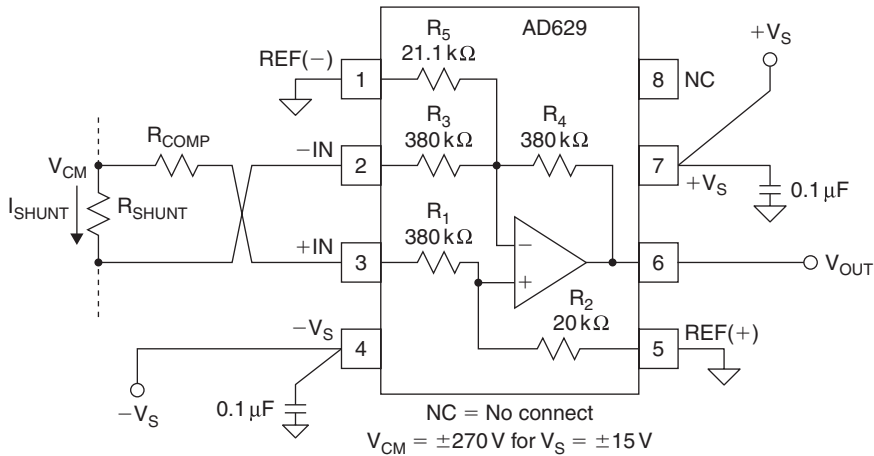 AD629
REF(−)
1
R5
21.1 kΩ
8
NC
+VS
RCOMP
VCM
ISHUNT
RSHUNT
−IN
2
R3
380 kΩ
R4
380 kΩ
7
+VS
0.1 µF
+IN
3
R1
380 kΩ
−
+
6
VOUT
−VS
4
R2
20 kΩ
5
REF(+)
−VS
0.1 µF
NC = No connect
VCM = ±270 V for VS = ±15 V